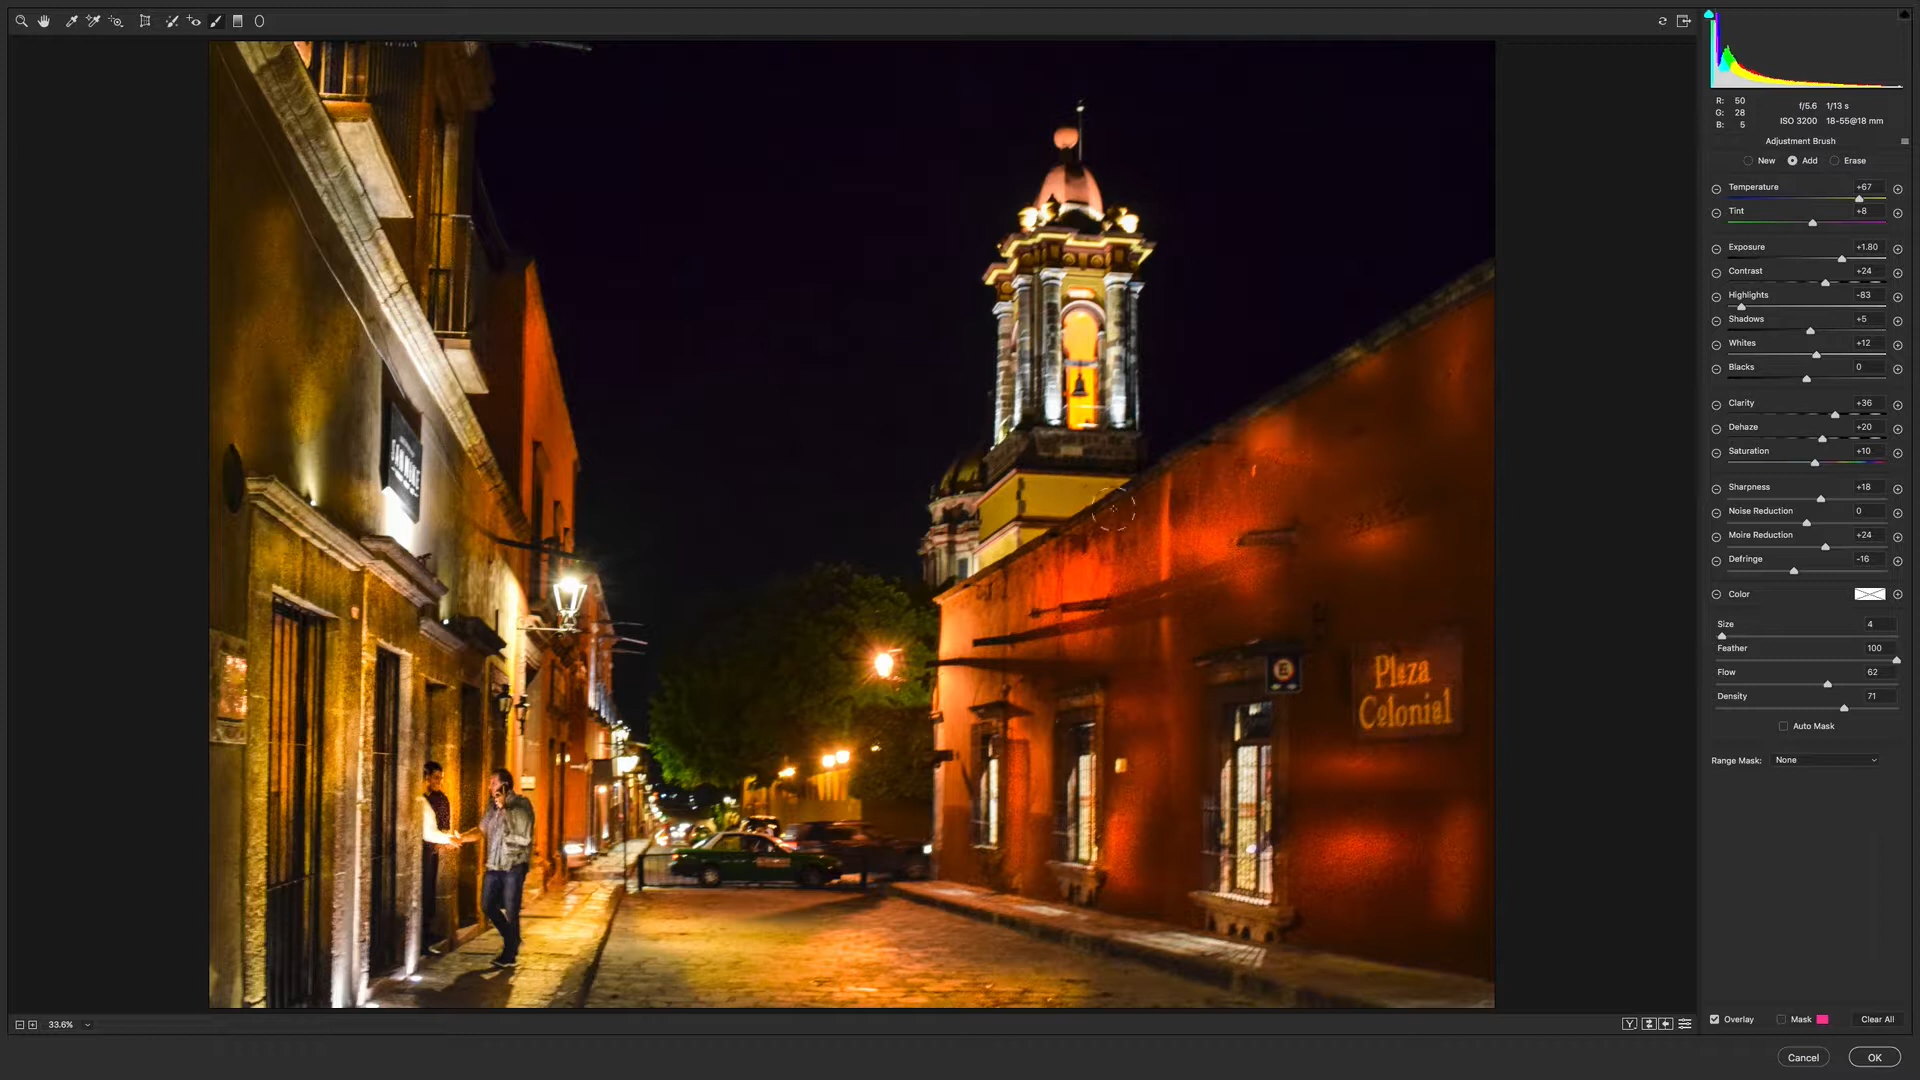 R: 50
G: 28
B: 5
f/5.6 1/13 s
ISO 3200 18-55@18 mm
Adjustment Brush
New Add Erase
Temperature +67
Tint +8
Exposure +1.80
Contrast +24
Highlights -83
Shadows +5
Whites +12
Blacks 0
Clarity +36
Dehaze +20
Saturation +10
Sharpness +18
Noise Reduction 0
Moire Reduction +24
Defringe -16
Color
Size 4
Feather 100
Flow 62
Density 71
Auto Mask
Range Mask: None
E
Plaza
Colonial
33.6%
Y
Overlay Mask Clear All
Cancel OK